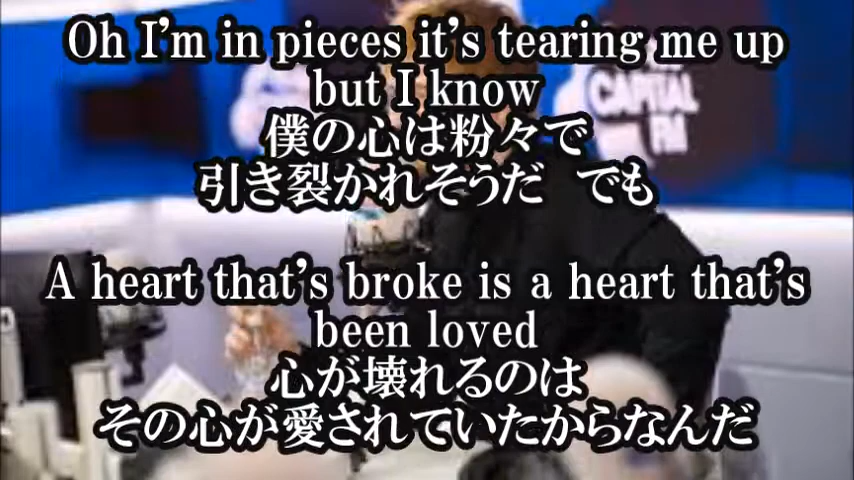 Oh I'm in pieces it's tearing me up
but I know
僕の心は粉々で
引き裂かれそうだ　でも
CAPITAL
FM
A heart that's broke is a heart that's
been loved
心が壊れるのは
その心が愛されていたからなんだ